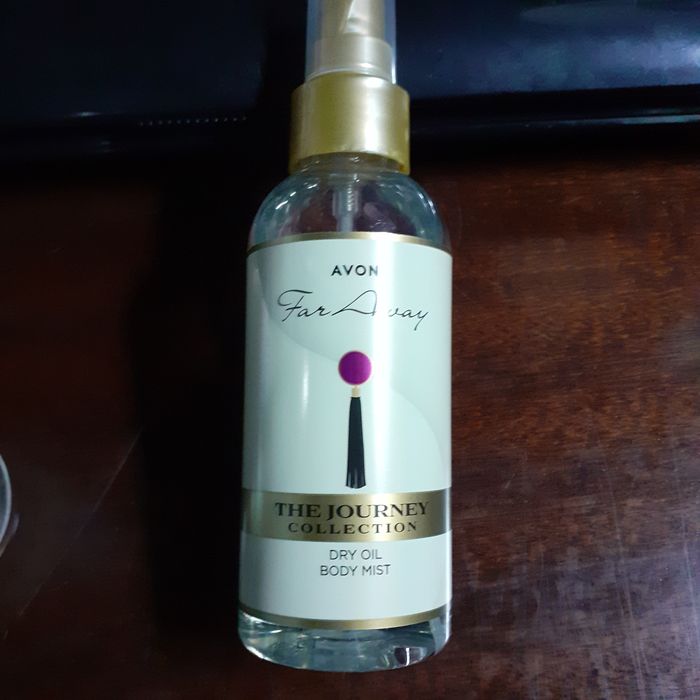 AVON
Far Away
THE JOURNEY
COLLECTION
DRY OIL
BODY MIST